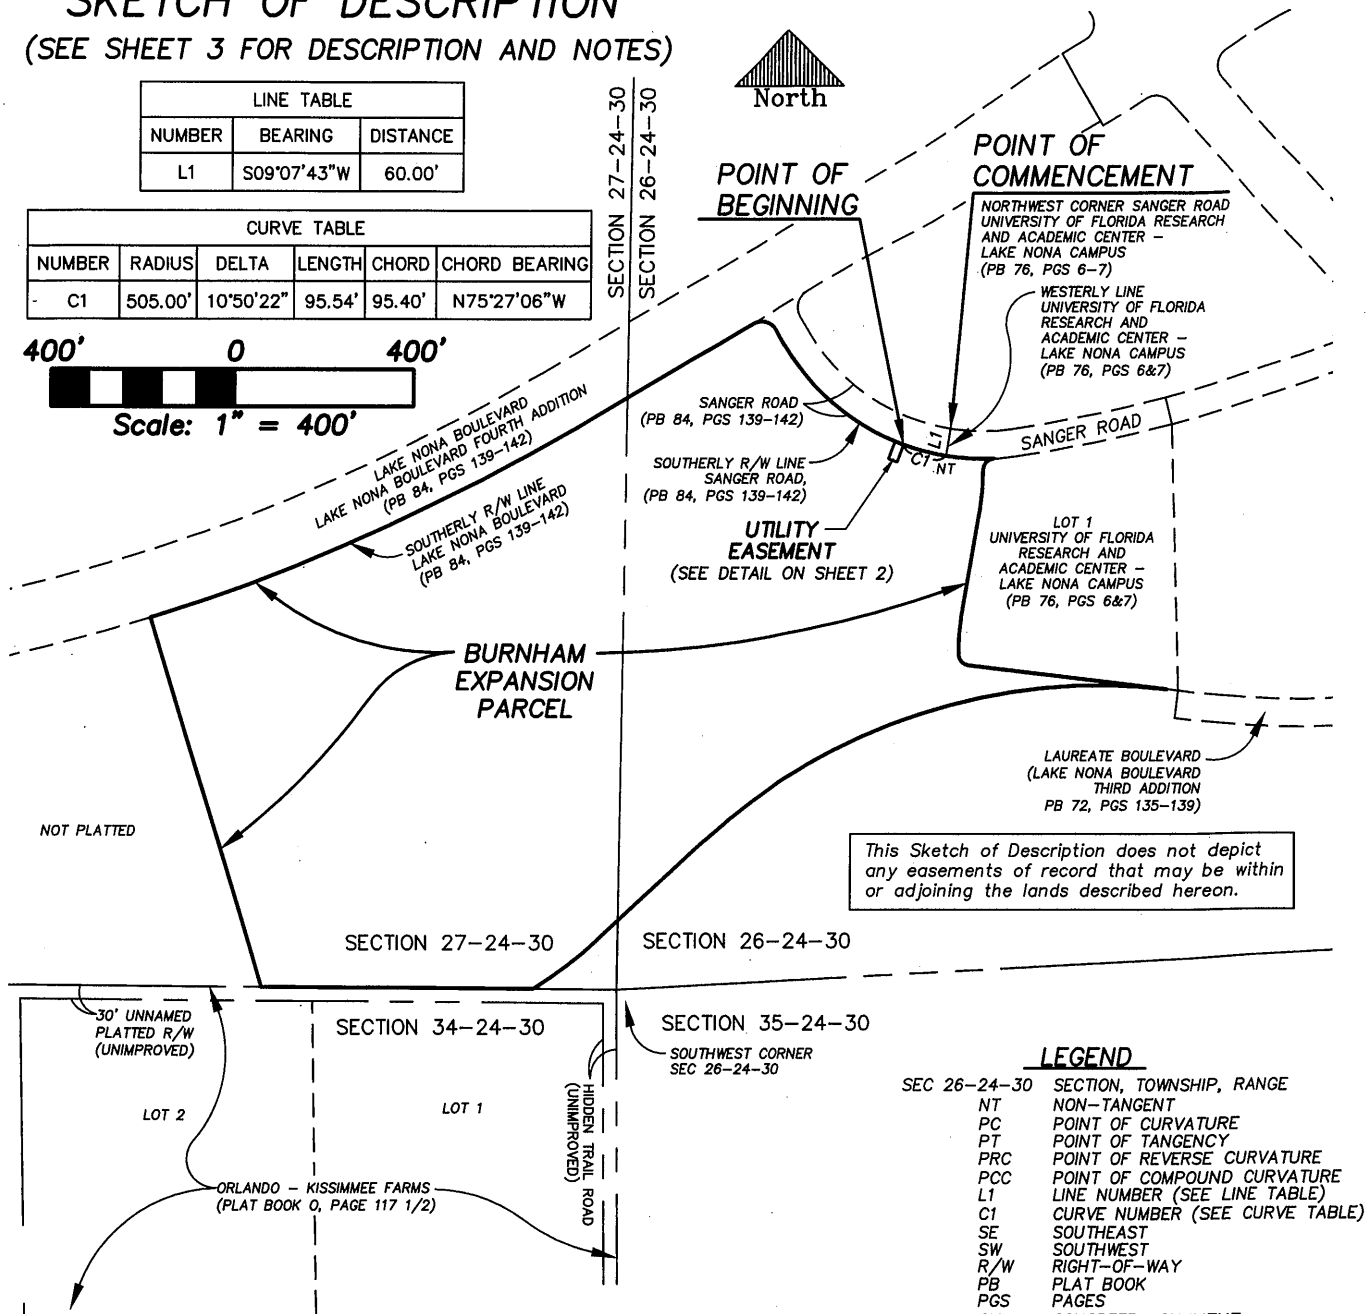 SKETCH OF DESCRIPTION
(SEE SHEET 3 FOR DESCRIPTION AND NOTES)
LINE TABLE
NUMBER BEARING DISTANCE
L1 S09°07'43"W 60.00'
CURVE TABLE
NUMBER RADIUS DELTA LENGTH CHORD CHORD BEARING
C1 505.00' 10°50'22" 95.54' 95.40' N75°27'06"W
400' 0 400'
Scale: 1" = 400'
SECTION 27-24-30
SECTION 26-24-30
North
POINT OF
BEGINNING
POINT OF
COMMENCEMENT
NORTHWEST CORNER SANGER ROAD
UNIVERSITY OF FLORIDA RESEARCH
AND ACADEMIC CENTER -
LAKE NONA CAMPUS
(PB 76, PGS 6-7)
WESTERLY LINE
UNIVERSITY OF FLORIDA
RESEARCH AND
ACADEMIC CENTER -
LAKE NONA CAMPUS
(PB 76, PGS 6&7)
LAKE NONA BOULEVARD
LAKE NONA BOULEVARD FOURTH ADDITION
(PB 84, PGS 139-142)
SOUTHERLY R/W LINE
LAKE NONA BOULEVARD
(PB 84, PGS 139-142)
SANGER ROAD
(PB 84, PGS 139-142)
SOUTHERLY R/W LINE
SANGER ROAD,
(PB 84, PGS 139-142)
L1
C1
NT
SANGER ROAD
UTILITY
EASEMENT
(SEE DETAIL ON SHEET 2)
LOT 1
UNIVERSITY OF FLORIDA
RESEARCH AND
ACADEMIC CENTER -
LAKE NONA CAMPUS
(PB 76, PGS 6&7)
BURNHAM
EXPANSION
PARCEL
LAUREATE BOULEVARD
(LAKE NONA BOULEVARD
THIRD ADDITION
PB 72, PGS 135-139)
NOT PLATTED
This Sketch of Description does not depict
any easements of record that may be within
or adjoining the lands described hereon.
SECTION 27-24-30
SECTION 26-24-30
30' UNNAMED
PLATTED R/W
(UNIMPROVED)
SECTION 34-24-30
SECTION 35-24-30
SOUTHWEST CORNER
SEC 26-24-30
LOT 2
LOT 1
HIDDEN TRAIL ROAD
(UNIMPROVED)
ORLANDO - KISSIMMEE FARMS
(PLAT BOOK O, PAGE 117 1/2)
LEGEND
SEC 26-24-30 SECTION, TOWNSHIP, RANGE
NT NON-TANGENT
PC POINT OF CURVATURE
PT POINT OF TANGENCY
PRC POINT OF REVERSE CURVATURE
PCC POINT OF COMPOUND CURVATURE
L1 LINE NUMBER (SEE LINE TABLE)
C1 CURVE NUMBER (SEE CURVE TABLE)
SE SOUTHEAST
SW SOUTHWEST
R/W RIGHT-OF-WAY
PB PLAT BOOK
PGS PAGES